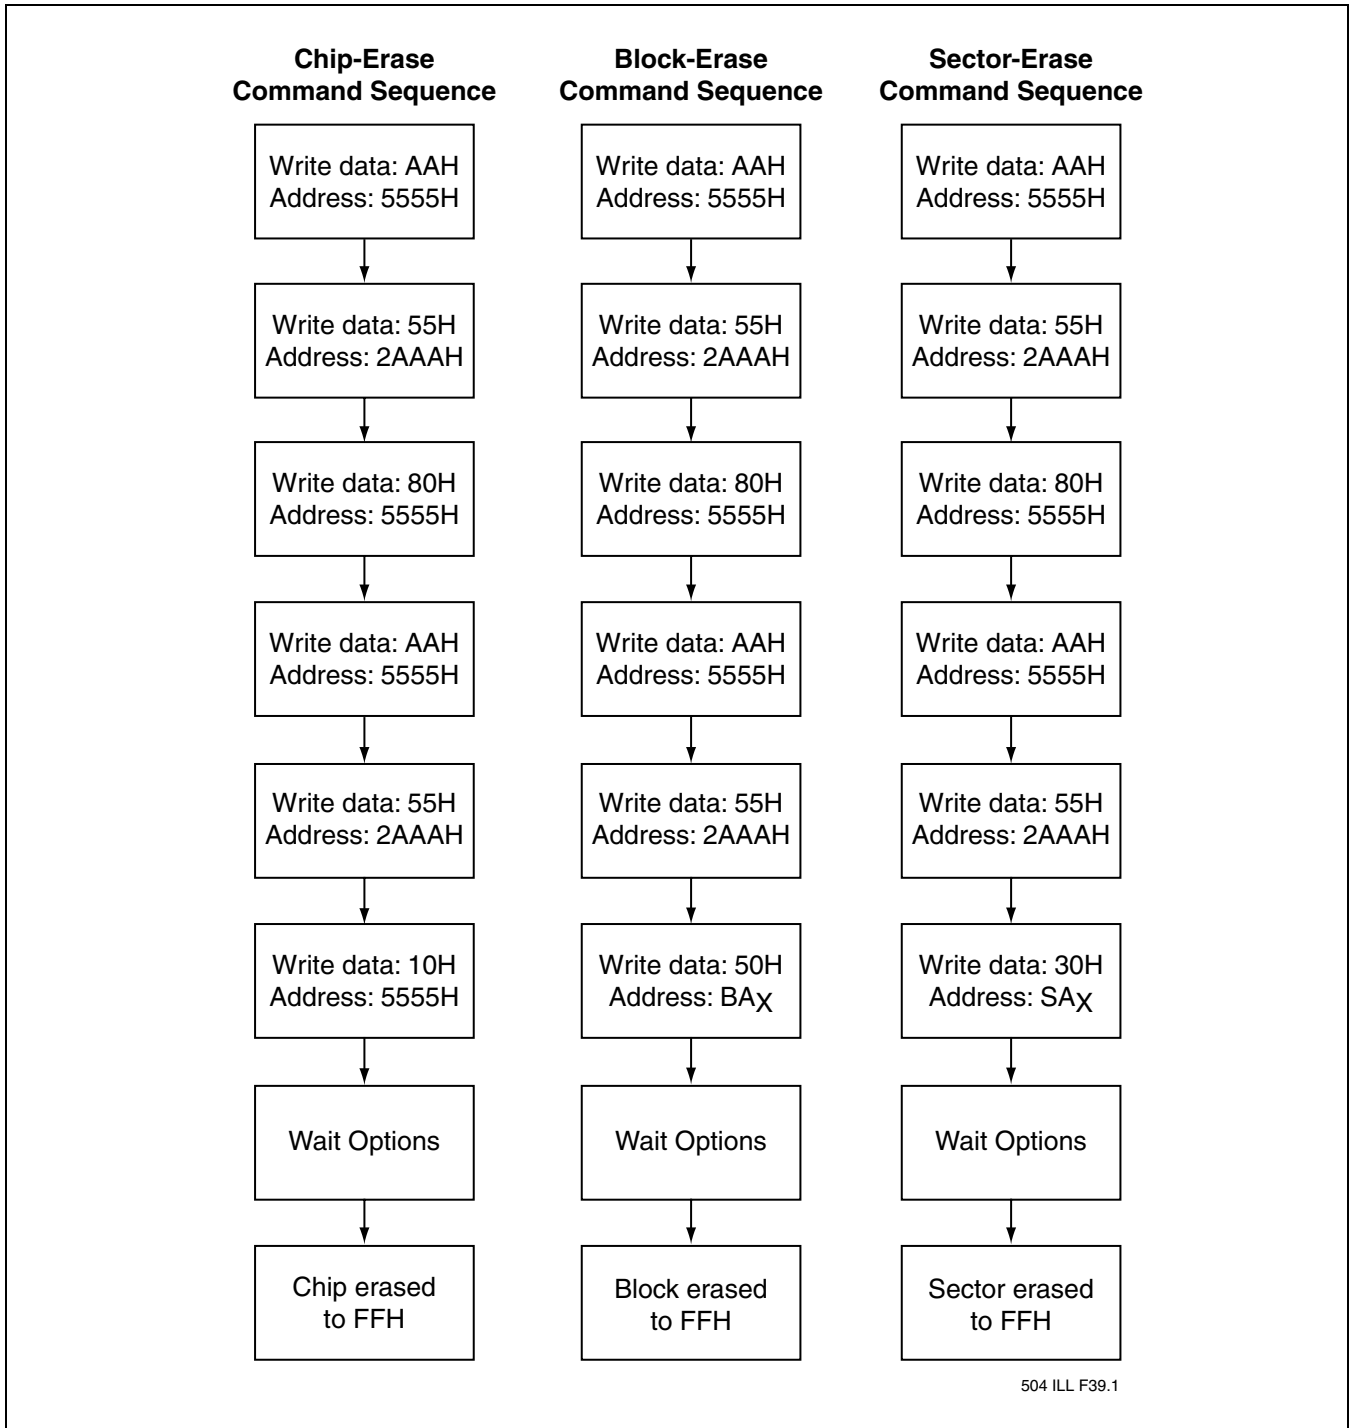 Chip-Erase
Command Sequence
Write data: AAH
Address: 5555H
Write data: 55H
Address: 2AAAH
Write data: 80H
Address: 5555H
Write data: AAH
Address: 5555H
Write data: 55H
Address: 2AAAH
Write data: 10H
Address: 5555H
Wait Options
Chip erased
to FFH
Block-Erase
Command Sequence
Write data: AAH
Address: 5555H
Write data: 55H
Address: 2AAAH
Write data: 80H
Address: 5555H
Write data: AAH
Address: 5555H
Write data: 55H
Address: 2AAAH
Write data: 50H
Address: BAX
Wait Options
Block erased
to FFH
Sector-Erase
Command Sequence
Write data: AAH
Address: 5555H
Write data: 55H
Address: 2AAAH
Write data: 80H
Address: 5555H
Write data: AAH
Address: 5555H
Write data: 55H
Address: 2AAAH
Write data: 30H
Address: SAX
Wait Options
Sector erased
to FFH
504 ILL F39.1